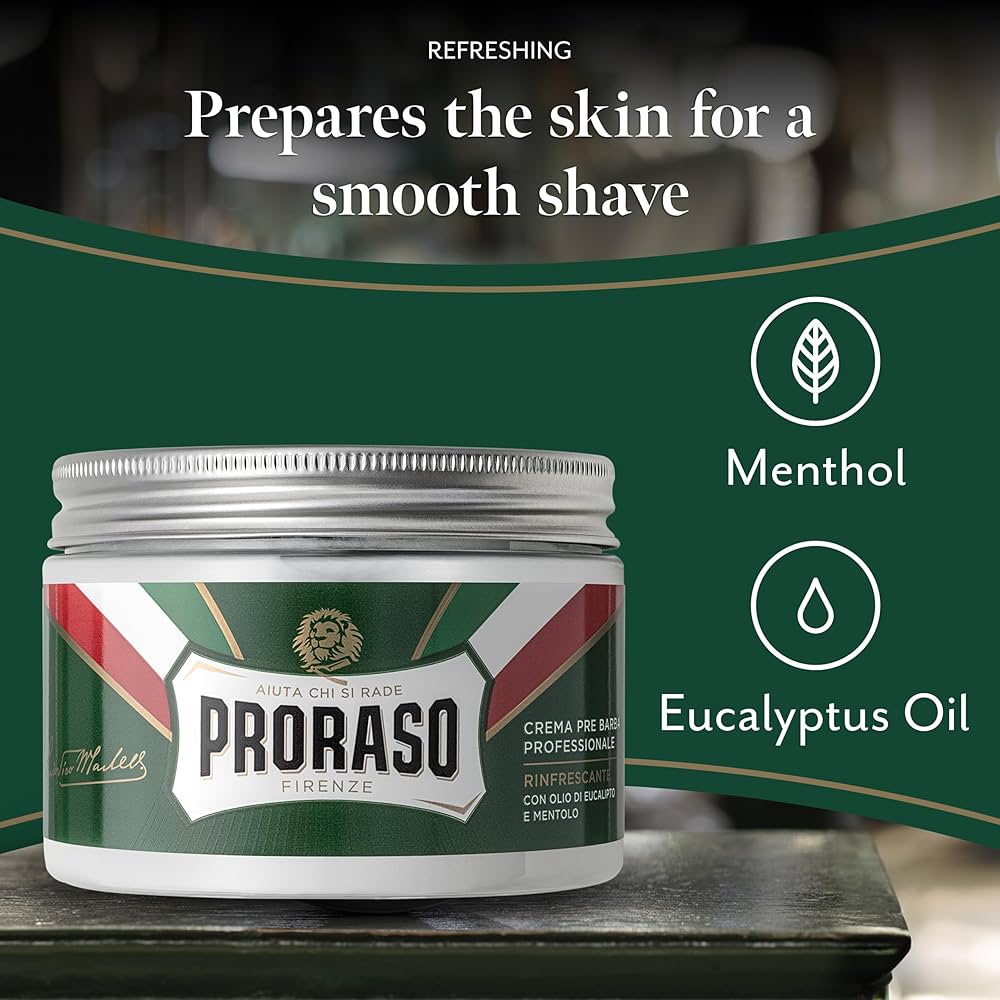 REFRESHING
Prepares the skin for a
smooth shave
Menthol
Eucalyptus Oil
AIUTA CHI SI RADE
PRORASO
FIRENZE
CREMA PRE BARBA
PROFESSIONALE
RINFRESCANTE
CON OLIO DI EUCALIPTO
E MENTOLO